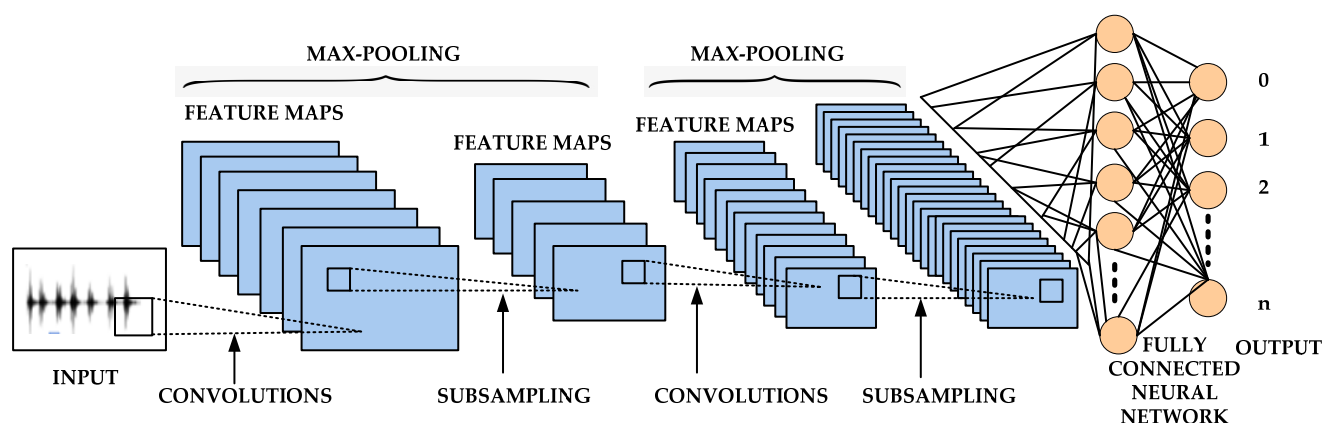 MAX-POOLING
MAX-POOLING
FEATURE MAPS
FEATURE MAPS
FEATURE MAPS
0
1
2
n
INPUT
CONVOLUTIONS
SUBSAMPLING
CONVOLUTIONS
SUBSAMPLING
FULLY
CONNECTED
NEURAL
NETWORK
OUTPUT